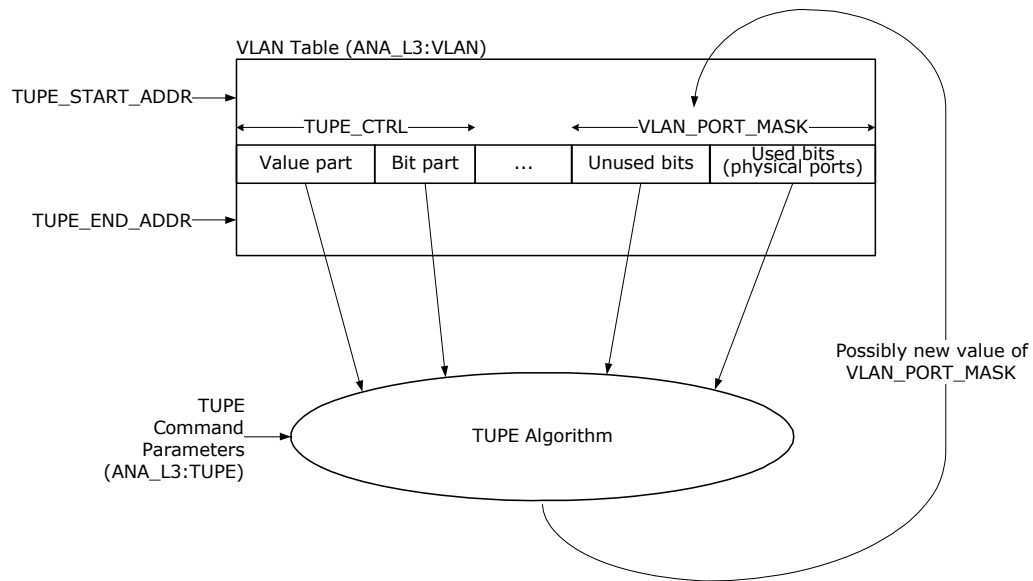 VLAN Table (ANA_L3:VLAN)
TUPE_START_ADDR
TUPE_CTRL
VLAN_PORT_MASK
Value part
Bit part
...
Unused bits
Used bits
(physical ports)
TUPE_END_ADDR
Possibly new value of
VLAN_PORT_MASK
TUPE
Command
Parameters
(ANA_L3:TUPE)
TUPE Algorithm